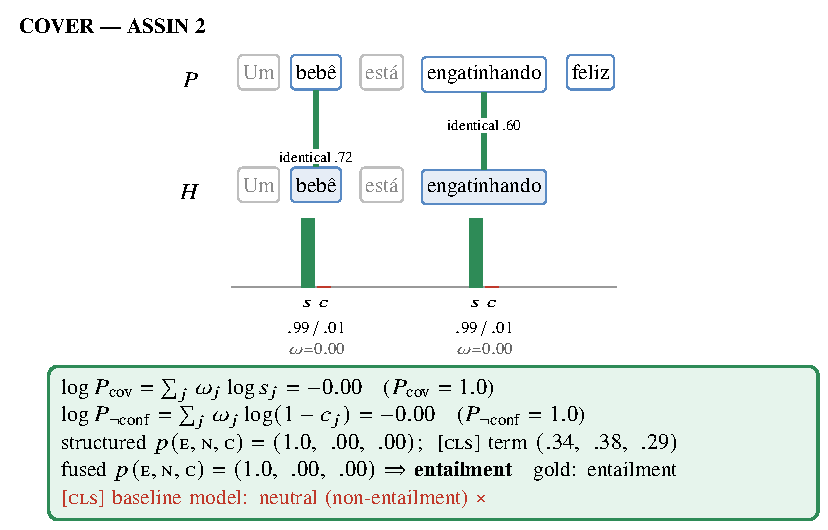 COVER — ASSIN 2
P Um bebê está engatinhando feliz
identical .60
identical .72
H Um bebê está engatinhando
s c s c
.99 / .01 .99 / .01
ω=0.00 ω=0.00
log P_cov = ∑_j ω_j log s_j = −0.00 (P_cov = 1.0)
log P_¬conf = ∑_j ω_j log(1 − c_j) = −0.00 (P_¬conf = 1.0)
structured p(E, N, C) = (1.0, .00, .00); [CLS] term (.34, .38, .29)
fused p(E, N, C) = (1.0, .00, .00) ⇒ entailment gold: entailment
[CLS] baseline model: neutral (non-entailment) ×